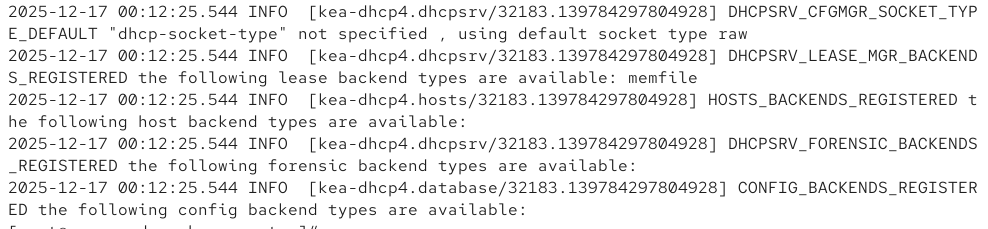 2025-12-17 00:12:25.544 INFO  [kea-dhcp4.dhcpsrv/32183.139784297804928] DHCPSRV_CFGMGR_SOCKET_TYP
E_DEFAULT "dhcp-socket-type" not specified , using default socket type raw
2025-12-17 00:12:25.544 INFO  [kea-dhcp4.dhcpsrv/32183.139784297804928] DHCPSRV_LEASE_MGR_BACKEND
S_REGISTERED the following lease backend types are available: memfile
2025-12-17 00:12:25.544 INFO  [kea-dhcp4.hosts/32183.139784297804928] HOSTS_BACKENDS_REGISTERED t
he following host backend types are available:
2025-12-17 00:12:25.544 INFO  [kea-dhcp4.dhcpsrv/32183.139784297804928] DHCPSRV_FORENSIC_BACKENDS
_REGISTERED the following forensic backend types are available:
2025-12-17 00:12:25.544 INFO  [kea-dhcp4.database/32183.139784297804928] CONFIG_BACKENDS_REGISTER
ED the following config backend types are available: